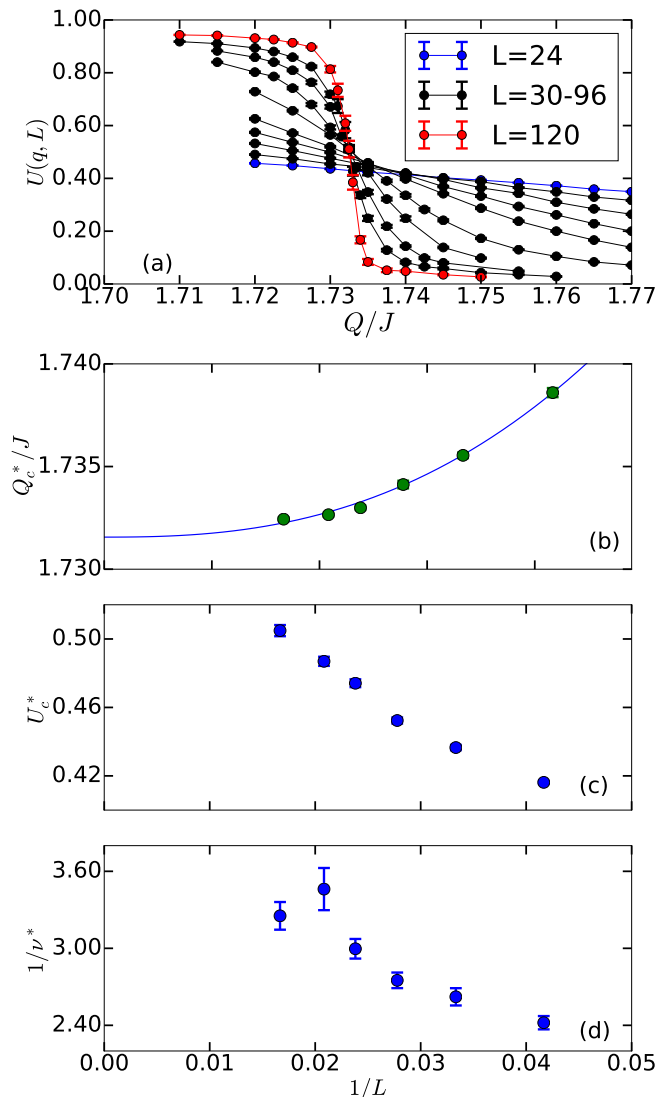 1.00
0.80
0.60
0.40
0.20
0.00
U(q, L)
L=24
L=30-96
L=120
(a)
1.70 1.71 1.72 1.73 1.74 1.75 1.76 1.77
Q/J
1.740
1.735
1.730
Q_c^*/J
(b)
0.50
0.46
0.42
U_c^*
(c)
3.60
3.00
2.40
1/ν*
(d)
0.00 0.01 0.02 0.03 0.04 0.05
1/L